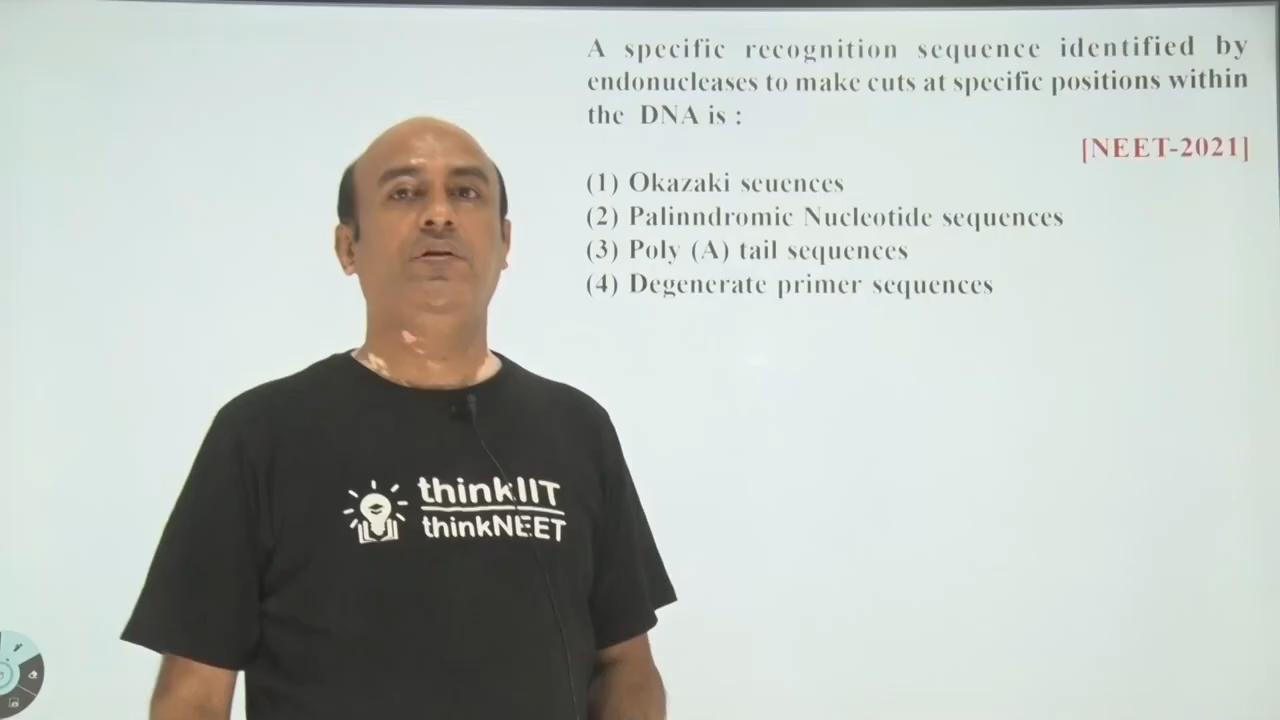 A specific recognition sequence identified by
endonucleases to make cuts at specific positions within
the DNA is :
[NEET-2021]
(1) Okazaki seuences
(2) Palinndromic Nucleotide sequences
(3) Poly (A) tail sequences
(4) Degenerate primer sequences
thinkIIT
thinkNEET